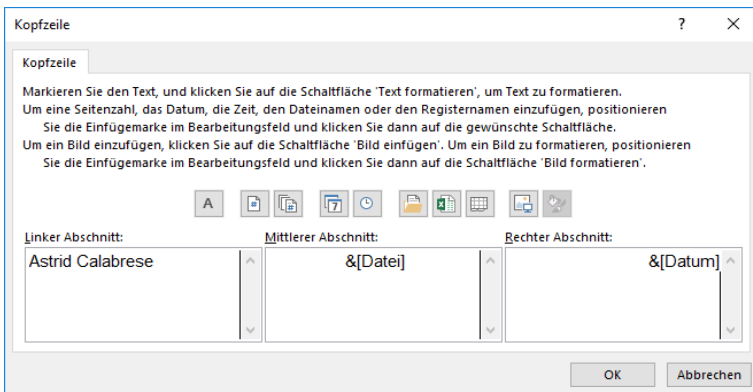 Kopfzeile
Kopfzeile
Markieren Sie den Text, und klicken Sie auf die Schaltfläche 'Text formatieren', um Text zu formatieren.
Um eine Seitenzahl, das Datum, die Zeit, den Dateinamen oder den Registernamen einzufügen, positionieren
Sie die Einfügemarke im Bearbeitungsfeld und klicken Sie dann auf die gewünschte Schaltfläche.
Um ein Bild einzufügen, klicken Sie auf die Schaltfläche 'Bild einfügen'. Um ein Bild zu formatieren, positionieren
Sie die Einfügemarke im Bearbeitungsfeld und klicken Sie dann auf die Schaltfläche 'Bild formatieren'.
A
Linker Abschnitt: Mittlerer Abschnitt: Rechter Abschnitt:
Astrid Calabrese &[Datei] &[Datum]
OK Abbrechen